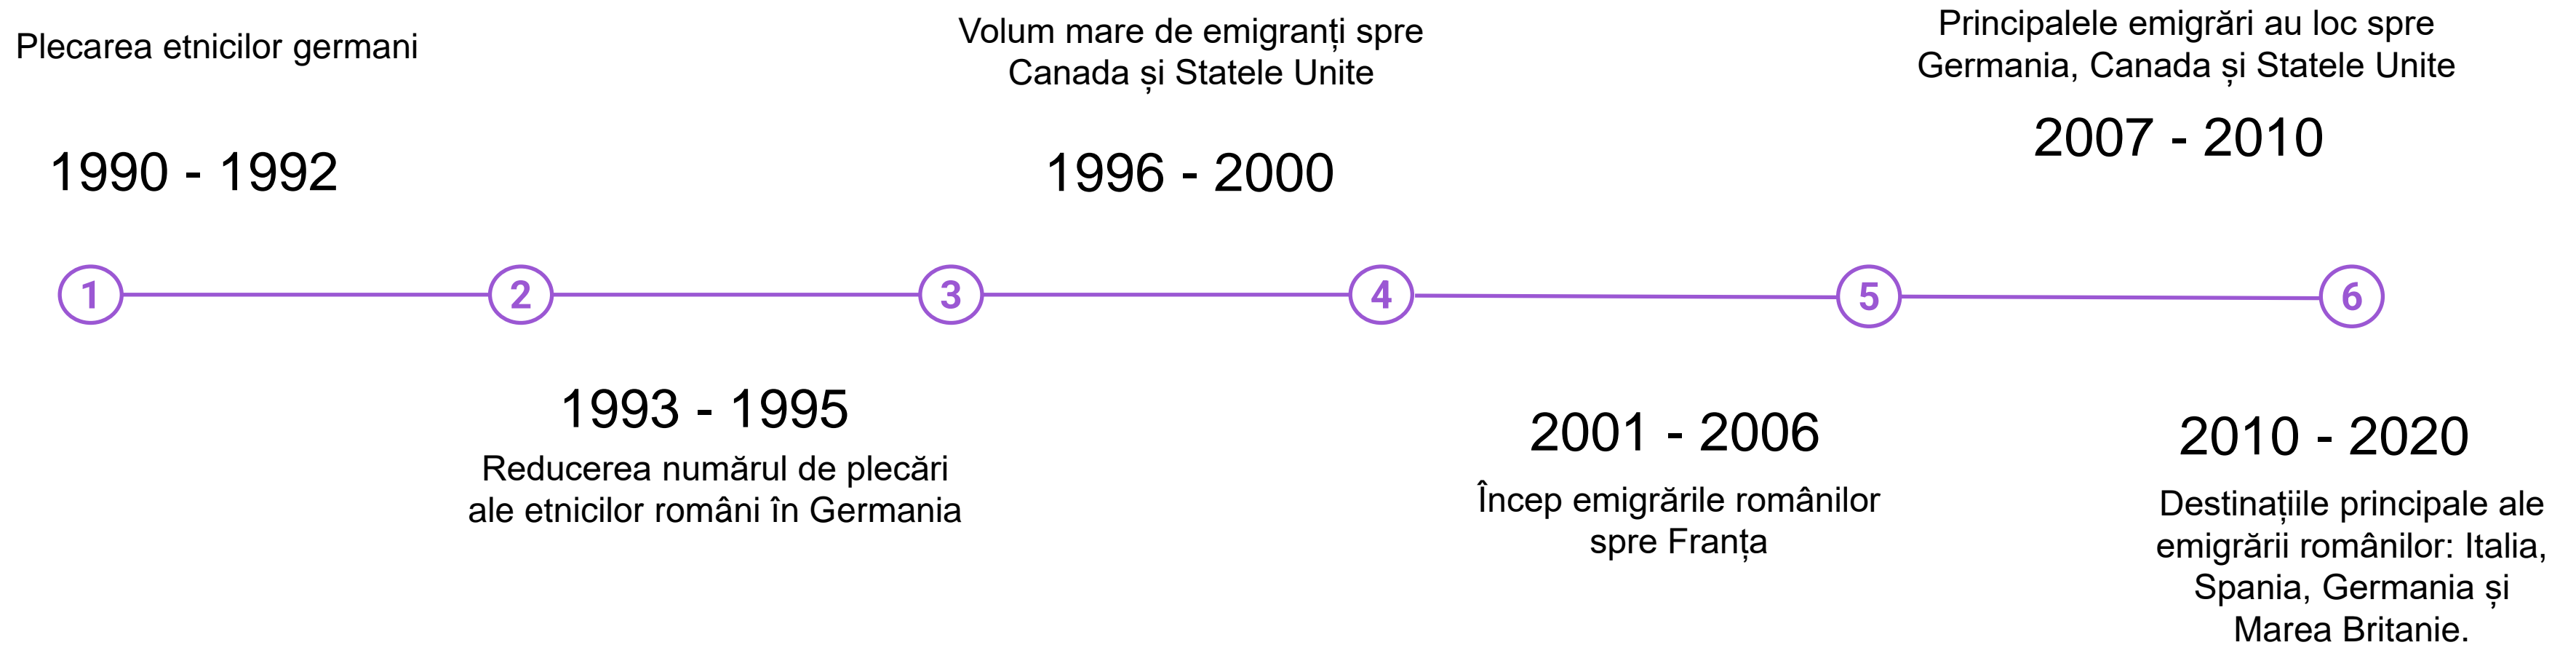 Plecarea etnicilor germani
1990 - 1992
1
2
1993 - 1995
Reducerea numărul de plecări
ale etnicilor români în Germania
Volum mare de emigranți spre
Canada și Statele Unite
1996 - 2000
3
4
2001 - 2006
Încep emigrările românilor
spre Franța
Principalele emigrări au loc spre
Germania, Canada și Statele Unite
2007 - 2010
5
6
2010 - 2020
Destinațiile principale ale
emigrării românilor: Italia,
Spania, Germania și
Marea Britanie.